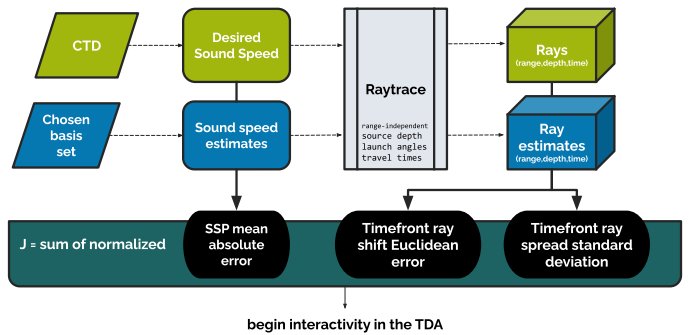 CTD
Desired
Sound Speed
Rays
(range,depth,time)
Raytrace
range-independent
source depth
launch angles
travel times
Chosen
basis
set
Sound speed
estimates
Ray
estimates
(range,depth,time)
J = sum of normalized
SSP mean
absolute
error
Timefront ray
shift Euclidean
error
Timefront ray
spread standard
deviation
begin interactivity in the TDA